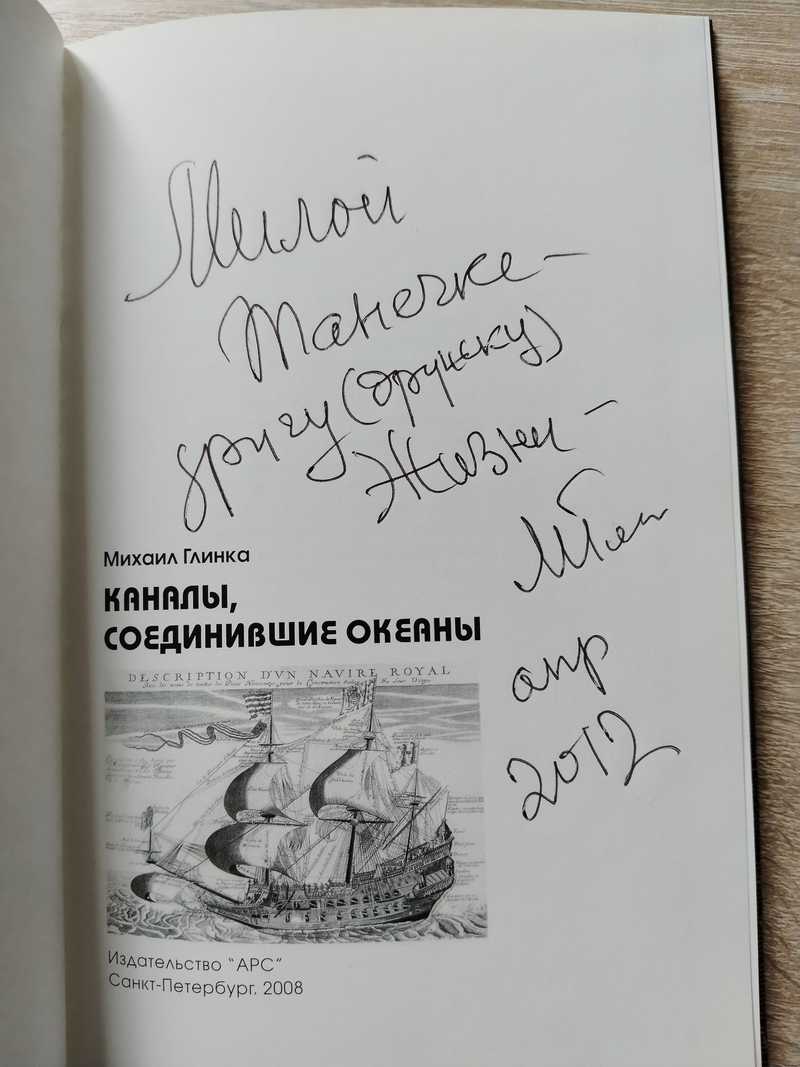 Милой
Танечке –
другу (дружку)
Жизни –
апр
2012
Михаил Глинка
КАНАЛЫ,
СОЕДИНИВШИЕ ОКЕАНЫ
DESCRIPTION D'VN NAVIRE ROYAL
Издательство "АРС"
Санкт-Петербург. 2008